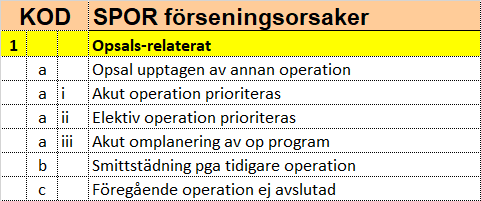 KOD SPOR förseningsorsaker
1 Opsals-relaterat
a Opsal upptagen av annan operation
a i Akut operation prioriteras
a ii Elektiv operation prioriteras
a iii Akut omplanering av op program
b Smittstädning pga tidigare operation
c Föregående operation ej avslutad